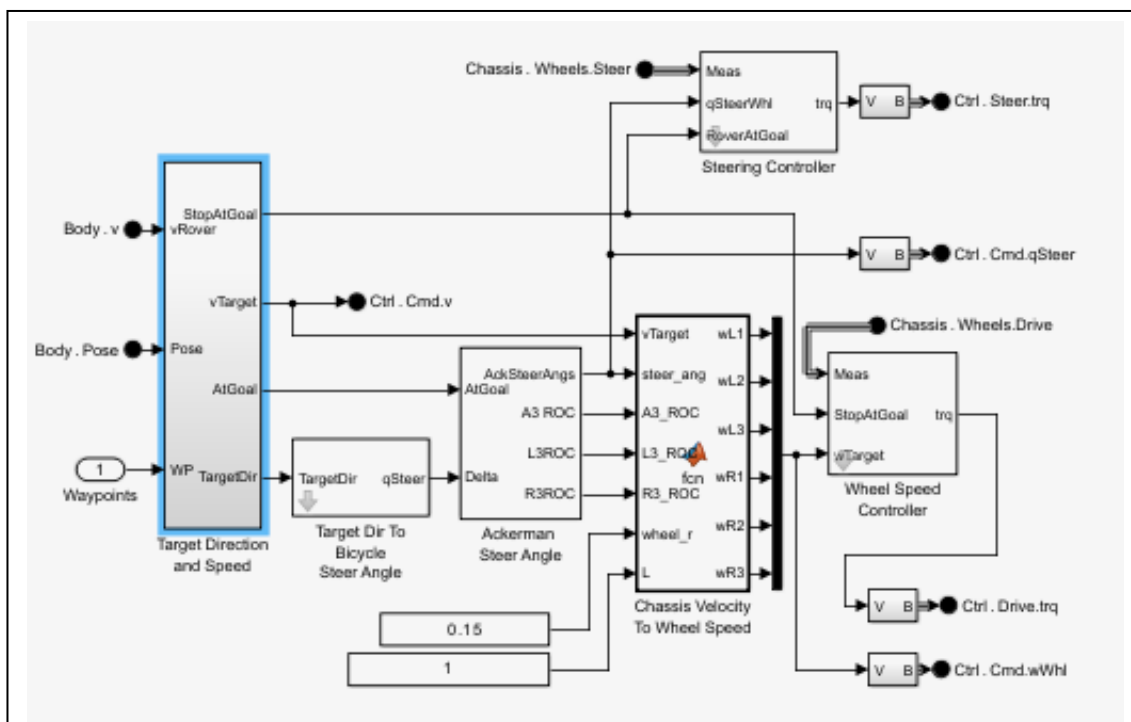 Chassis . Wheels.Steer
Meas
qSteerWhl
trq
RoverAtGoal
Steering Controller
V B
Ctrl . Steer.trq
Body . v
StopAtGoal
vRover
V B
Ctrl . Cmd.qSteer
vTarget
Ctrl . Cmd.v
Chassis . Wheels.Drive
Body . Pose
Pose
AtGoal
1
Waypoints
WP
TargetDir
Target Direction
and Speed
TargetDir
qSteer
Target Dir To
Bicycle
Steer Angle
AckSteerAngs
AtGoal
A3 ROC
L3ROC
Delta
R3ROC
Ackerman
Steer Angle
vTarget
wL1
steer_ang
wL2
A3_ROC
wL3
L3_ROC
fcn
wR1
R3_ROC
wR2
wheel_r
wR3
L
Chassis Velocity
To Wheel Speed
0.15
1
Meas
StopAtGoal
trq
wTarget
Wheel Speed
Controller
V B
Ctrl . Drive.trq
V B
Ctrl . Cmd.wWhl